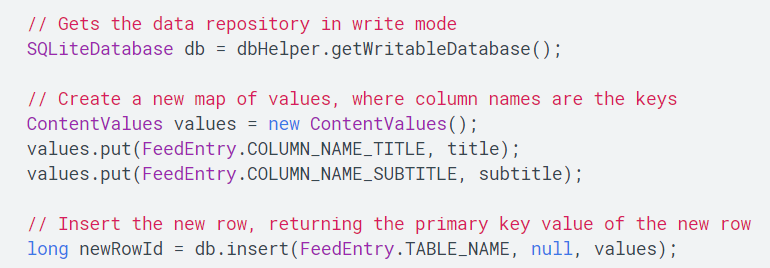 // Gets the data repository in write mode
SQLiteDatabase db = dbHelper.getWritableDatabase();
// Create a new map of values, where column names are the keys
ContentValues values = new ContentValues();
values.put(FeedEntry.COLUMN_NAME_TITLE, title);
values.put(FeedEntry.COLUMN_NAME_SUBTITLE, subtitle);
// Insert the new row, returning the primary key value of the new row
long newRowId = db.insert(FeedEntry.TABLE_NAME, null, values);